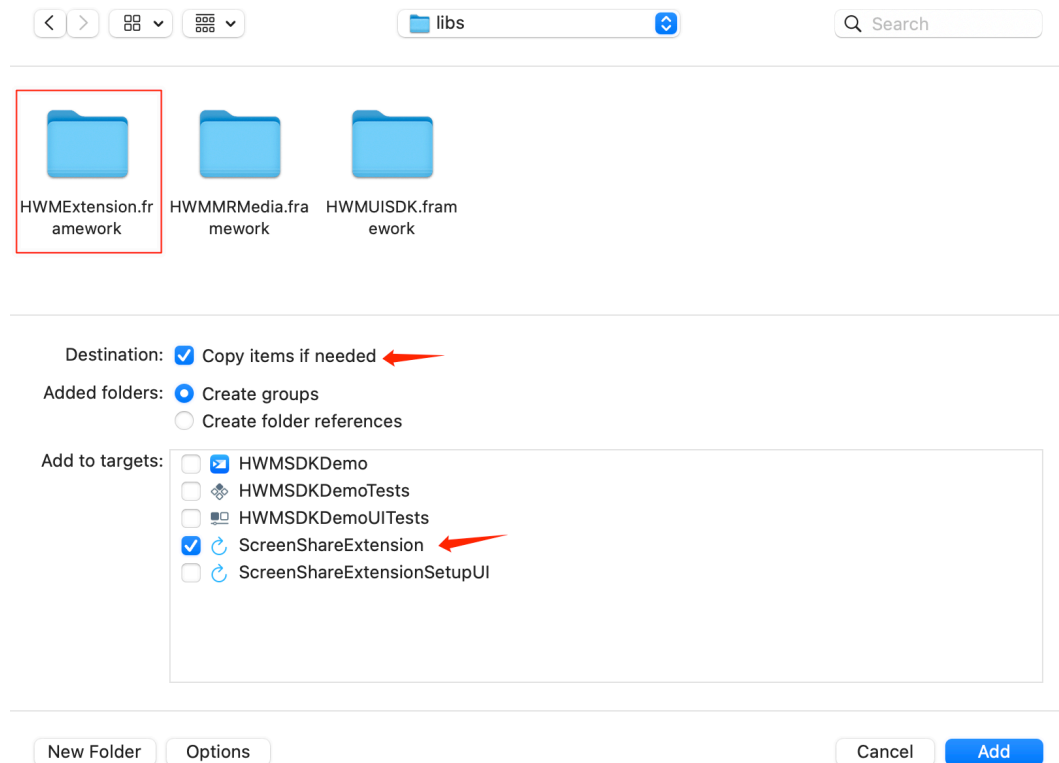 libs
Search
HWMExtension.fr
amework
HWMMRMedia.fra
mework
HWMUISDK.fram
ework
Destination: Copy items if needed
Added folders: Create groups
Create folder references
Add to targets: HWMSDKDemo
HWMSDKDemoTests
HWMSDKDemoUITests
ScreenShareExtension
ScreenShareExtensionSetupUI
New Folder Options Cancel Add